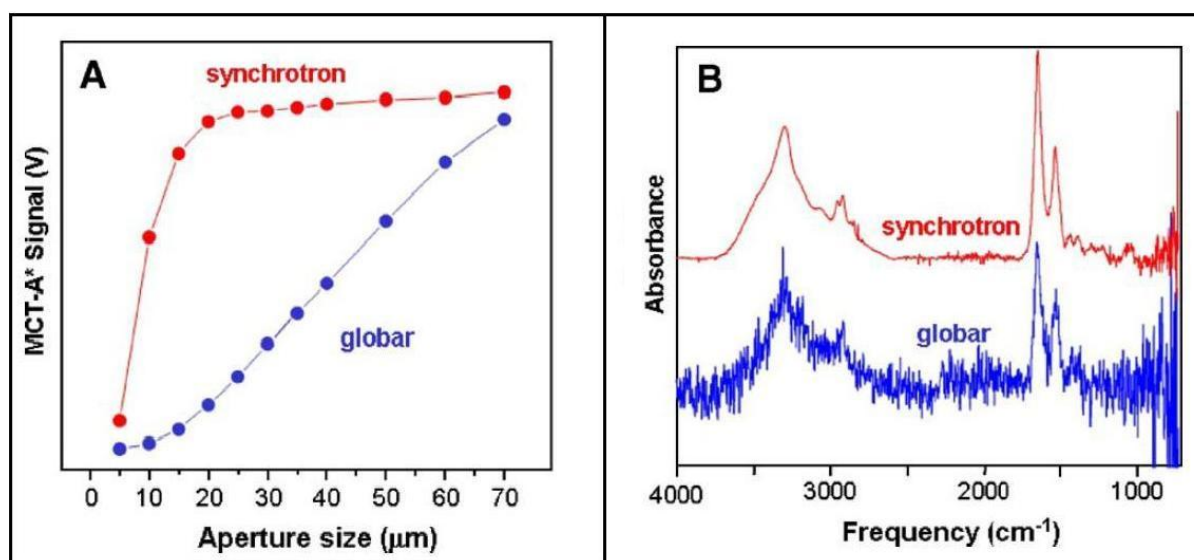 A
synchrotron
globar
MCT-A* Signal (V)
0 10 20 30 40 50 60 70
Aperture size (μm)
B
synchrotron
globar
Absorbance
4000 3000 2000 1000
Frequency (cm⁻¹)